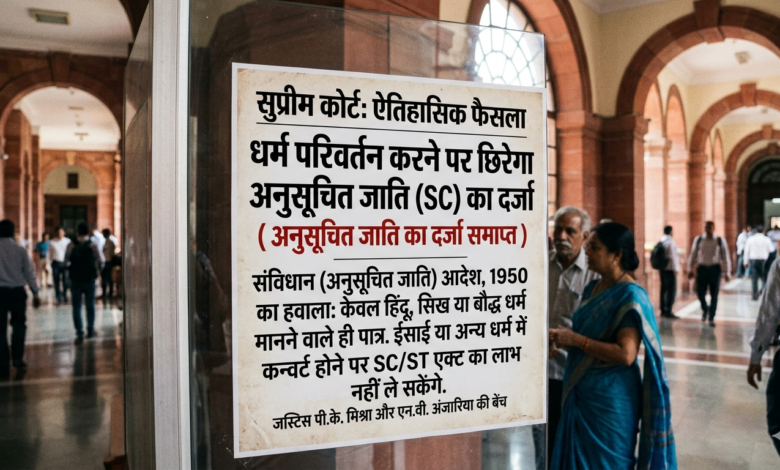 सुप्रीम कोर्ट: ऐतिहासिक फैसला
धर्म परिवर्तन करने पर छिरेगा
अनुसूचित जाति (SC) का दर्जा
( अनुसूचित जाति का दर्जा समाप्त )
संविधान (अनुसूचित जाति) आदेश, 1950
का हवाला: केवल हिंदू, सिख या बौद्ध धर्म
मानने वाले ही पात्र. ईसाई या अन्य धर्म में
कन्वर्ट होने पर SC/ST एक्ट का लाभ
नहीं ले सकेंगे.
जस्टिस पी.के. मिश्रा और एन.वी. अंजारिया की बेंच